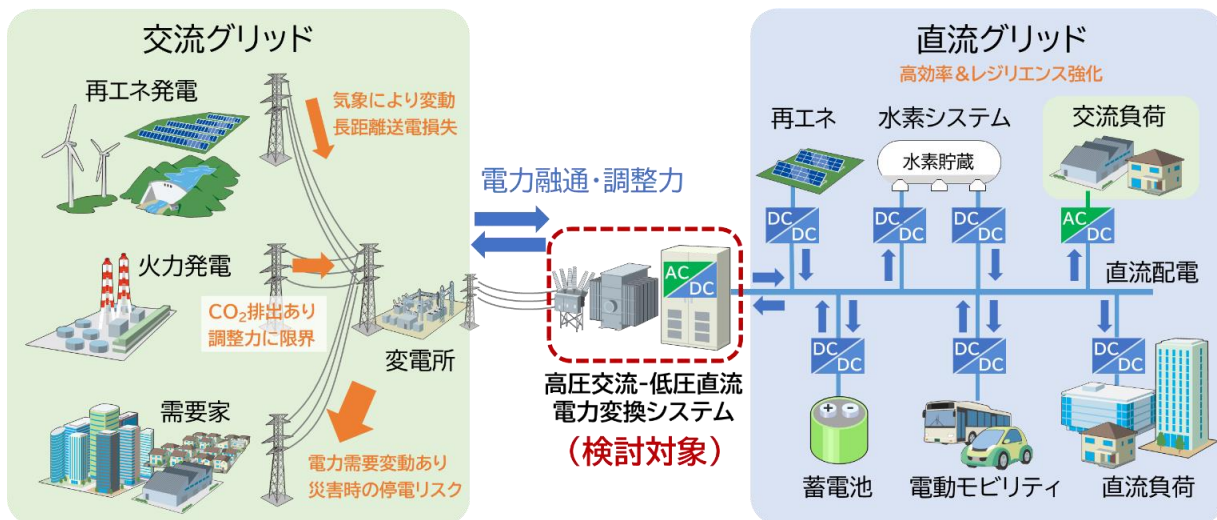 交流グリッド
再エネ発電
気象により変動
長距離送電損失
火力発電
CO₂排出あり
調整力に限界
変電所
需要家
電力需要変動あり
災害時の停電リスク
電力融通・調整力
AC
DC
高圧交流-低圧直流
電力変換システム
（検討対象）
直流グリッド
高効率＆レジリエンス強化
再エネ
水素システム
交流負荷
水素貯蔵
DC
DC
DC
DC
DC
DC
AC
DC
直流配電
DC
DC
DC
DC
DC
DC
蓄電池
電動モビリティ
直流負荷